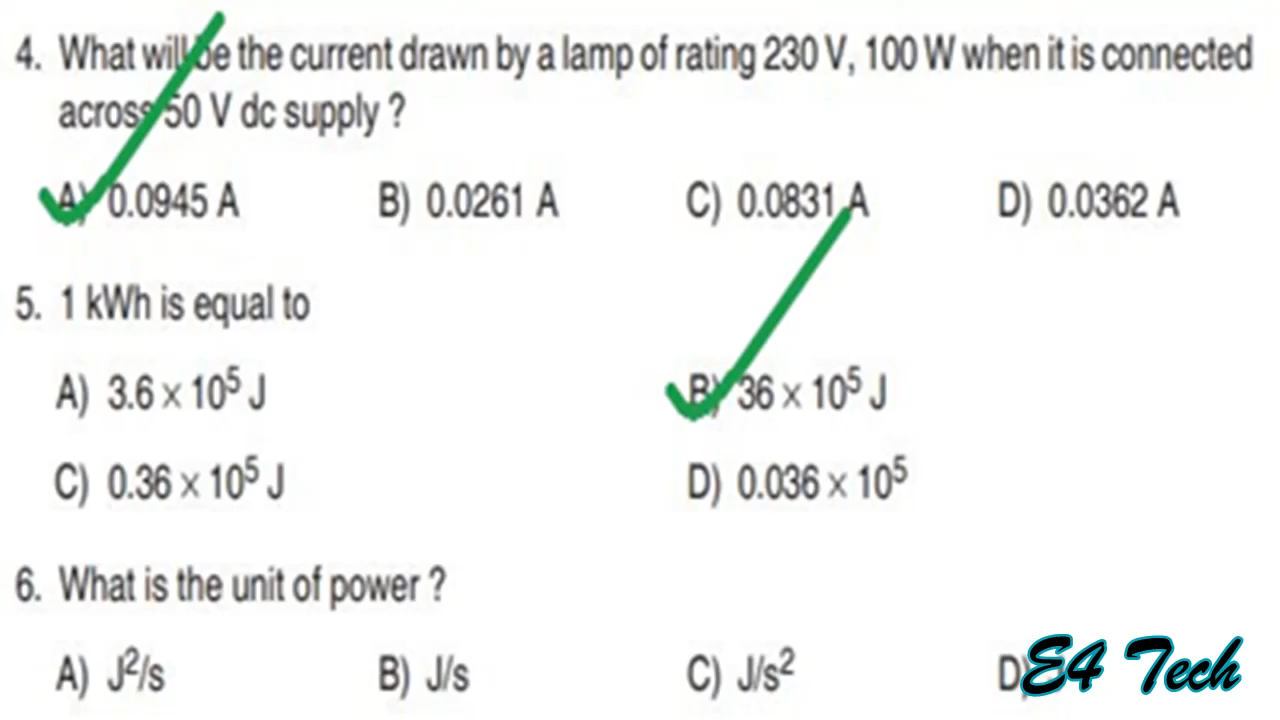 4. What will be the current drawn by a lamp of rating 230 V, 100 W when it is connected
across 50 V dc supply ?
A) 0.0945 A B) 0.0261 A C) 0.0831 A D) 0.0362 A
5. 1 kWh is equal to
A) 3.6 × 10⁵ J B) 36 × 10⁵ J
C) 0.36 × 10⁵ J D) 0.036 × 10⁵
6. What is the unit of power ?
A) J²/s B) J/s C) J/s² D)
E4 Tech